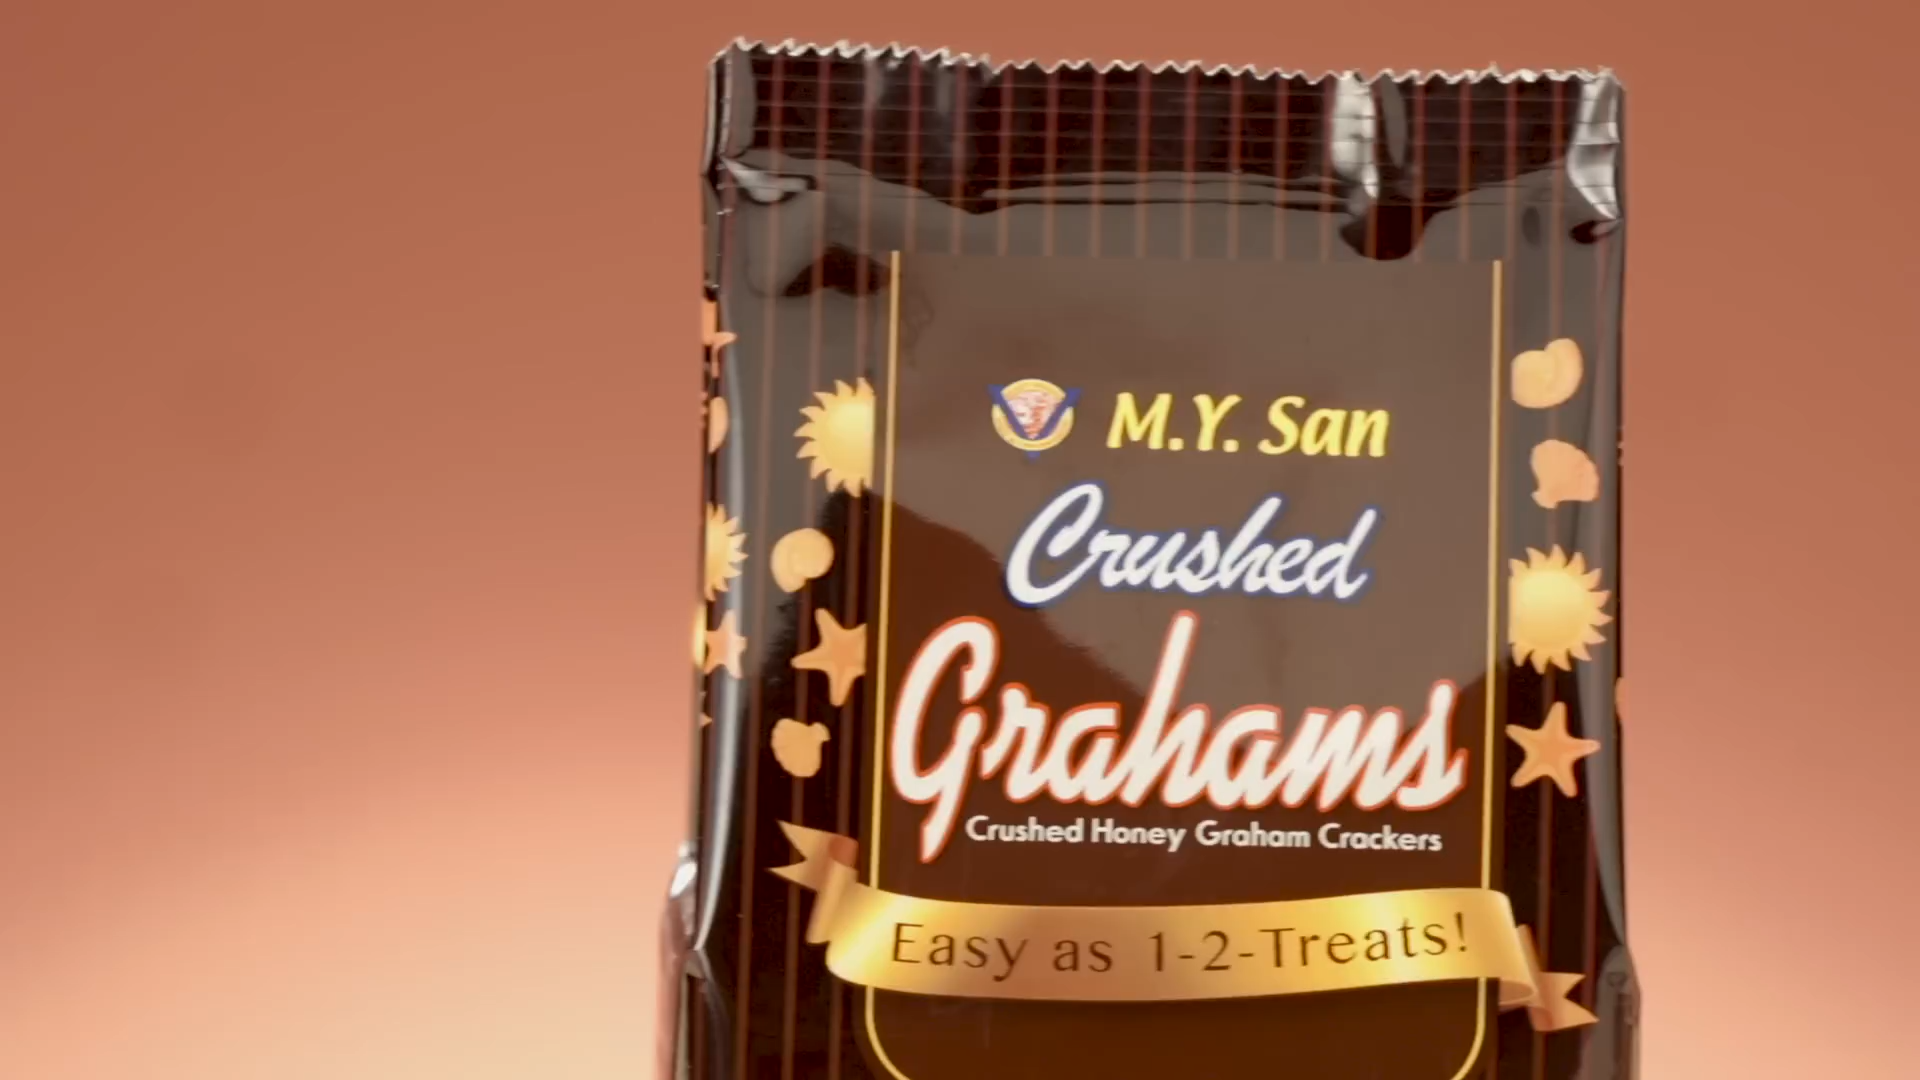 M.Y. San
Crushed
Grahams
Crushed Honey Graham Crackers
Easy as 1-2-Treats!